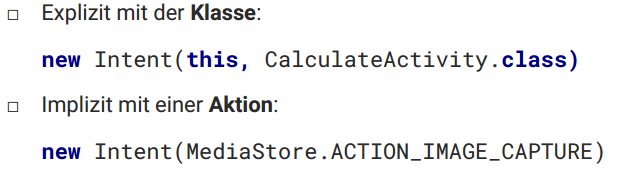 Explizit mit der Klasse:
new Intent(this, CalculateActivity.class)
Implizit mit einer Aktion:
new Intent(MediaStore.ACTION_IMAGE_CAPTURE)